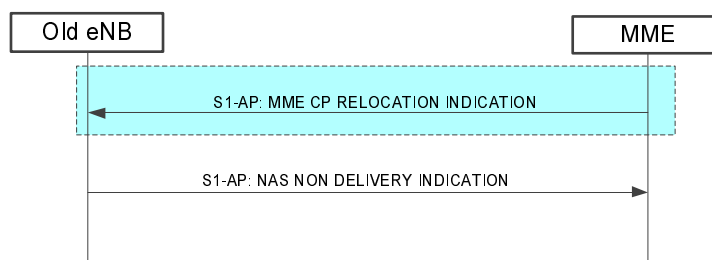 Old eNB
MME
S1-AP: MME CP RELOCATION INDICATION
S1-AP: NAS NON DELIVERY INDICATION